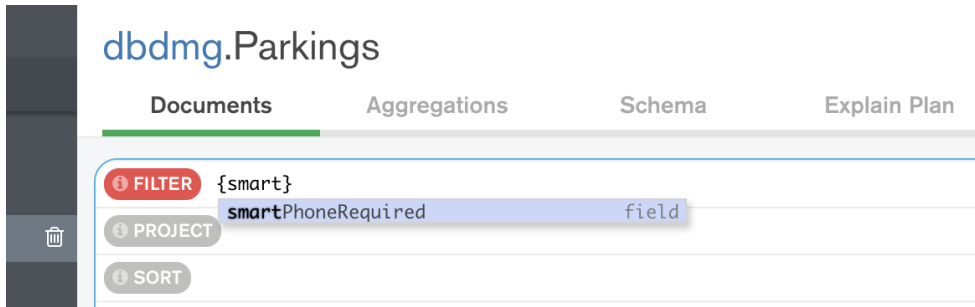 dbdmg.Parkings
Documents Aggregations Schema Explain Plan
FILTER {smart}
smartPhoneRequired field
PROJECT
SORT